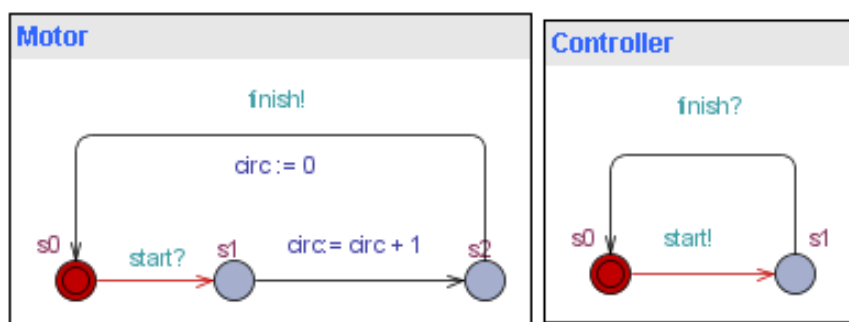 Motor
finish!
circ := 0
s0
start?
s1
circ:= circ + 1
s2
Controller
finish?
s0
start!
s1